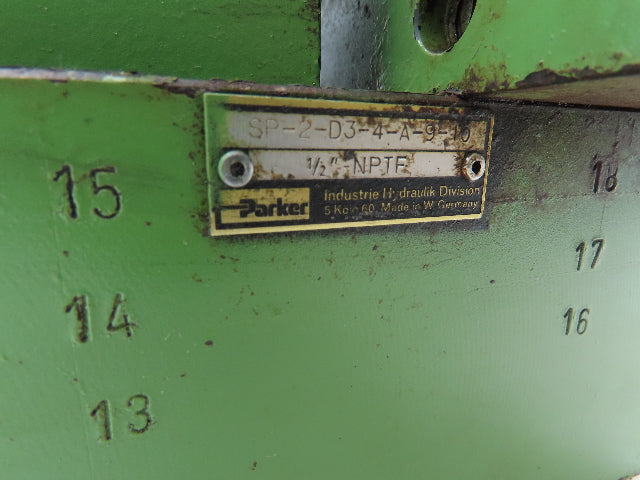 SP-2-D3-4-A-9-10
1/2"-NPTF
Parker
Industrie Hydraulik Division
5 Köln 60 Made in W. Germany
15
14
13
18
17
16